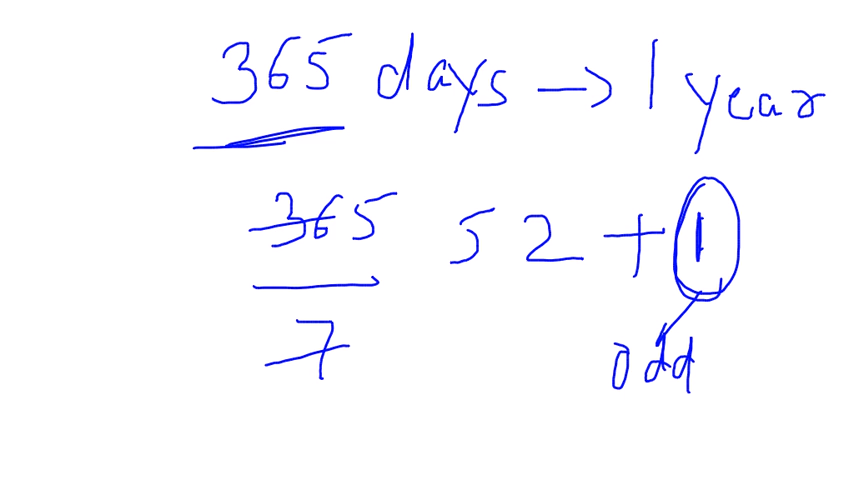 365 days → 1 year
365 52 + 1
7
odd